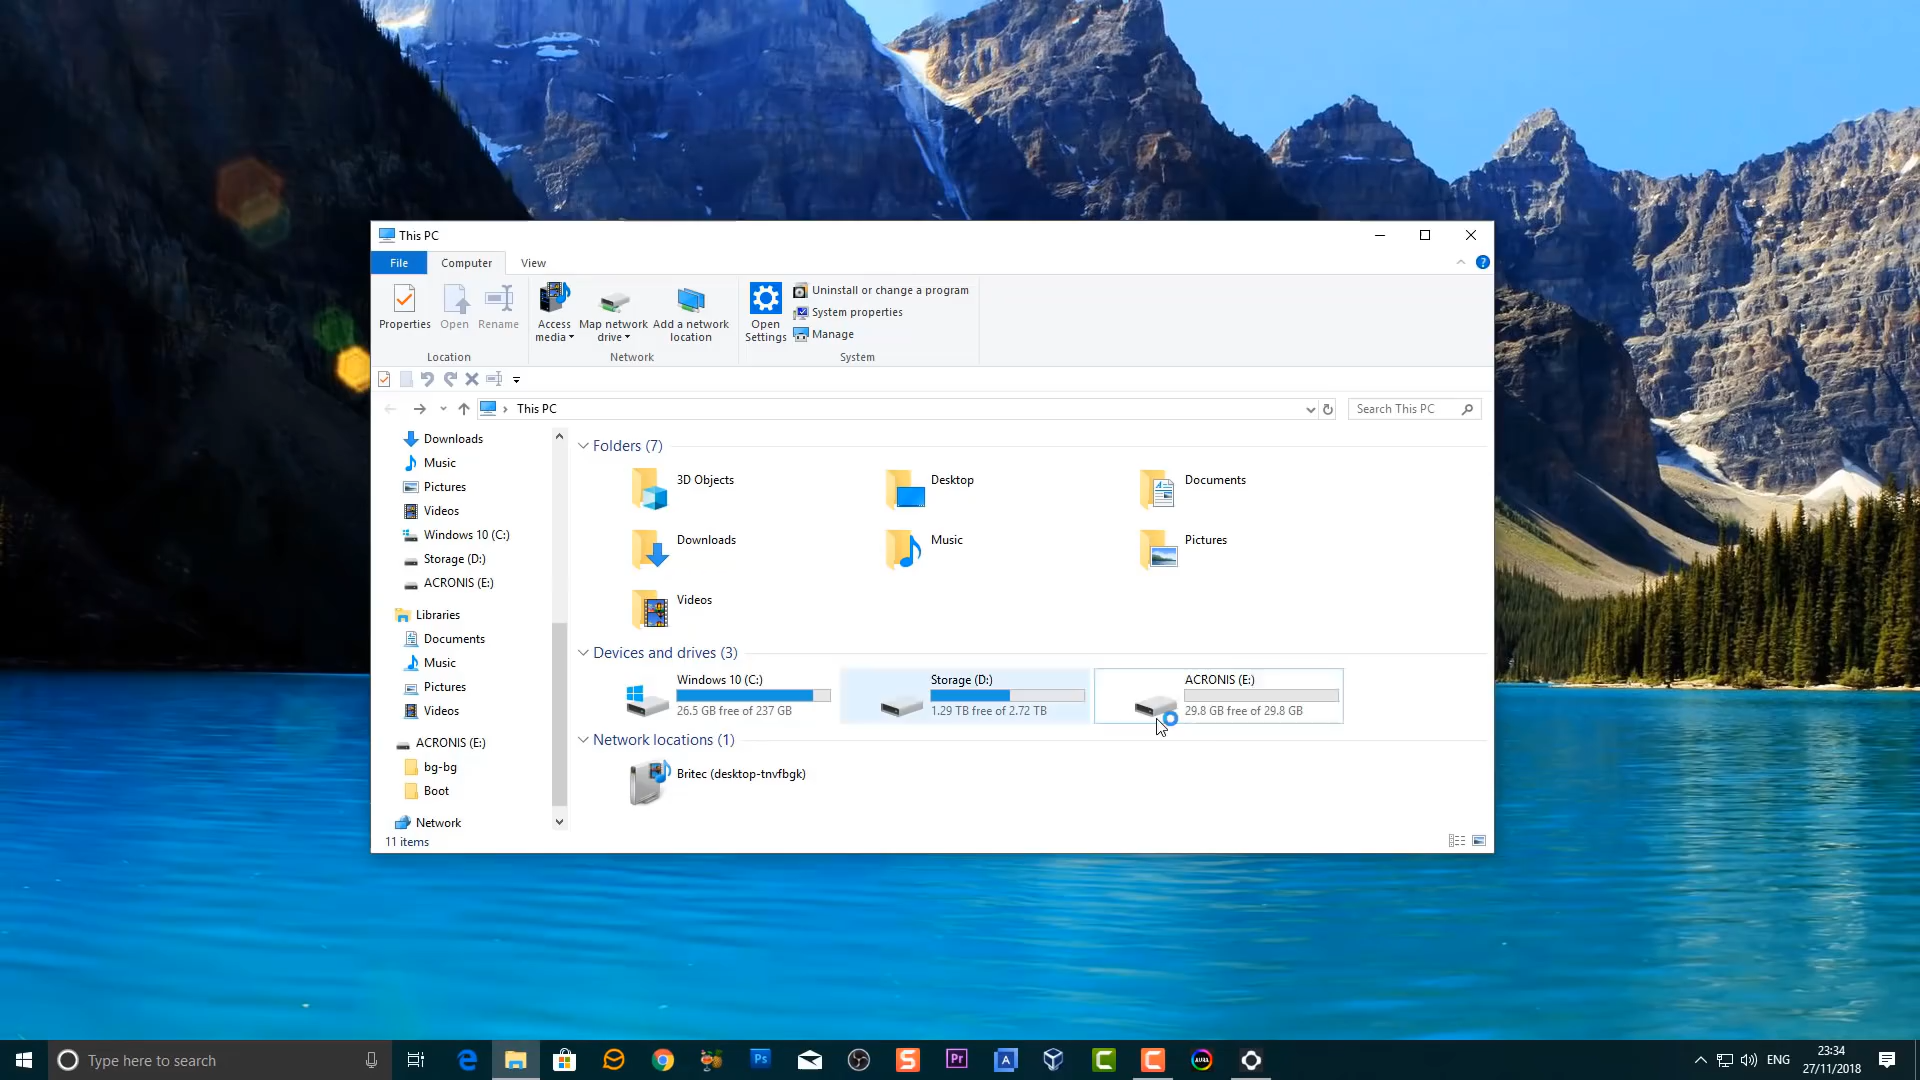 This PC
File
Computer
View
Properties
Open
Rename
Access media
Map network drive
Add a network location
Open Settings
Uninstall or change a program
System properties
Manage
Location
Network
System
This PC
Search This PC
Downloads
Music
Pictures
Videos
Windows 10 (C:)
Storage (D:)
ACRONIS (E:)
Libraries
Documents
Music
Pictures
Videos
ACRONIS (E:)
bg-bg
Boot
Network
Folders (7)
3D Objects
Desktop
Documents
Downloads
Music
Pictures
Videos
Devices and drives (3)
Windows 10 (C:)
26.5 GB free of 237 GB
Storage (D:)
1.29 TB free of 2.72 TB
ACRONIS (E:)
29.8 GB free of 29.8 GB
Network locations (1)
Britec (desktop-tnvfbgk)
11 items
Type here to search
Ps
Pr
AURA
ENG
23:34
27/11/2018